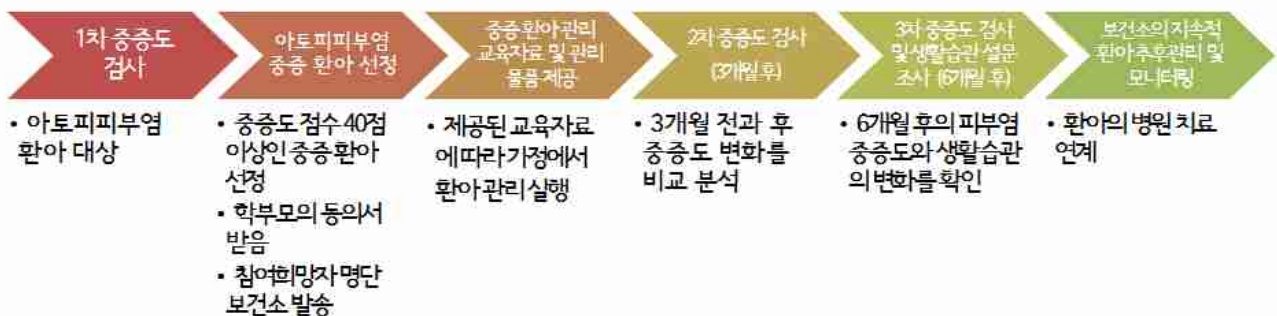 1차 중증도
검사
아토피피부염
중증 환아 선정
중증 환아 관리
교육자료 및 관리
물품 제공
2차 중증도 검사
(3개월 후)
3차 중증도 검사
및 생활습관 설문
조사 (6개월 후)
보건소의 지속적
환아 추후관리 및
모니터링
• 아토피피부염
환아 대상
• 중증도 점수 40점
이상인 중증 환아
선정
• 학부모의 동의서
받음
• 참여희망자 명단
보건소 발송
• 제공된 교육자료
에 따라 가정에서
환아 관리 실행
• 3개월 전과 후
중증도 변화를
비교 분석
• 6개월 후의 피부염
중증도와 생활습관
의 변화를 확인
• 환아의 병원 치료
연계